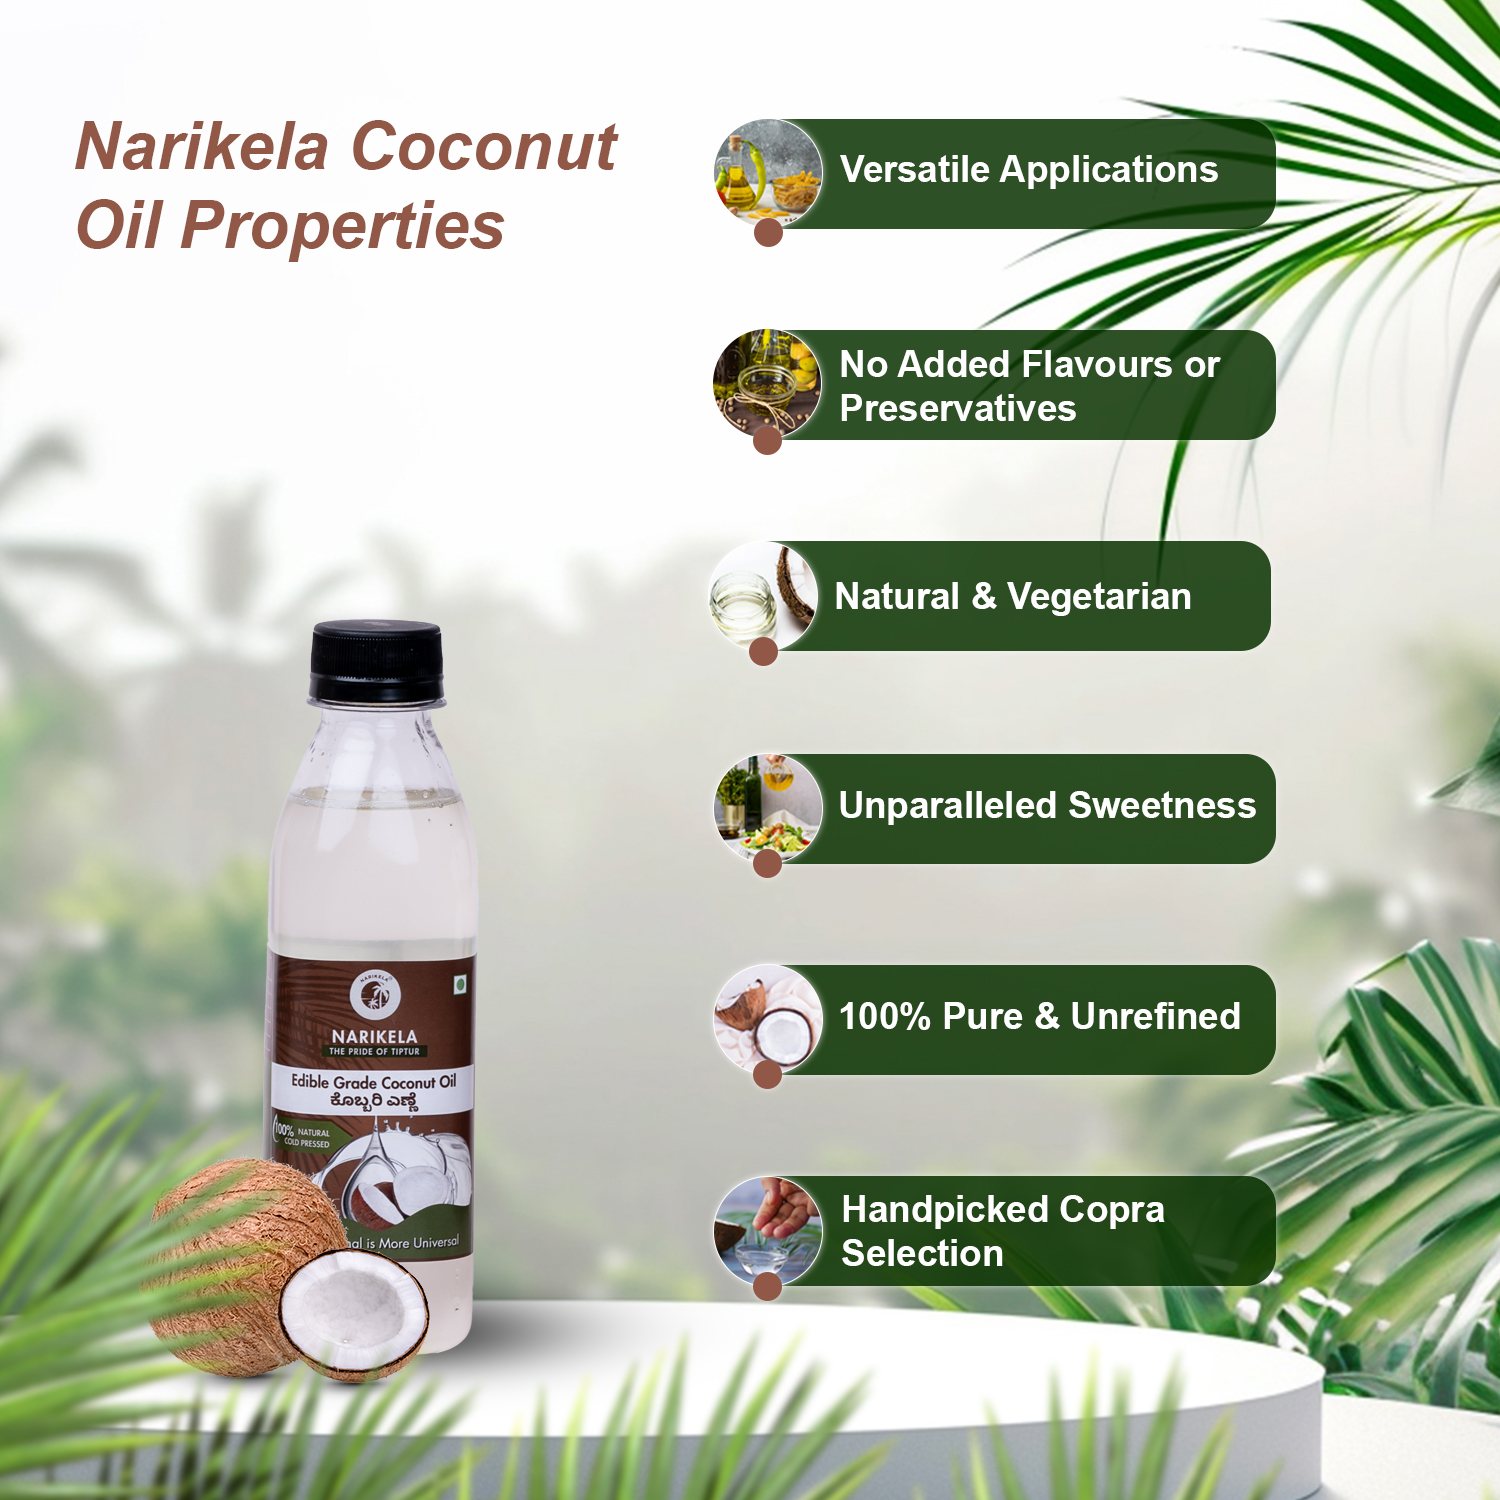 Narikela Coconut
Oil Properties
Versatile Applications
No Added Flavours or
Preservatives
Natural & Vegetarian
Unparalleled Sweetness
100% Pure & Unrefined
Handpicked Copra
Selection
NARIKELA
NARIKELA
THE PRIDE OF TIPTUR
Edible Grade Coconut Oil
ಕೊಬ್ಬರಿ ಎಣ್ಣೆ
100% NATURAL
COLD PRESSED
is More Universal